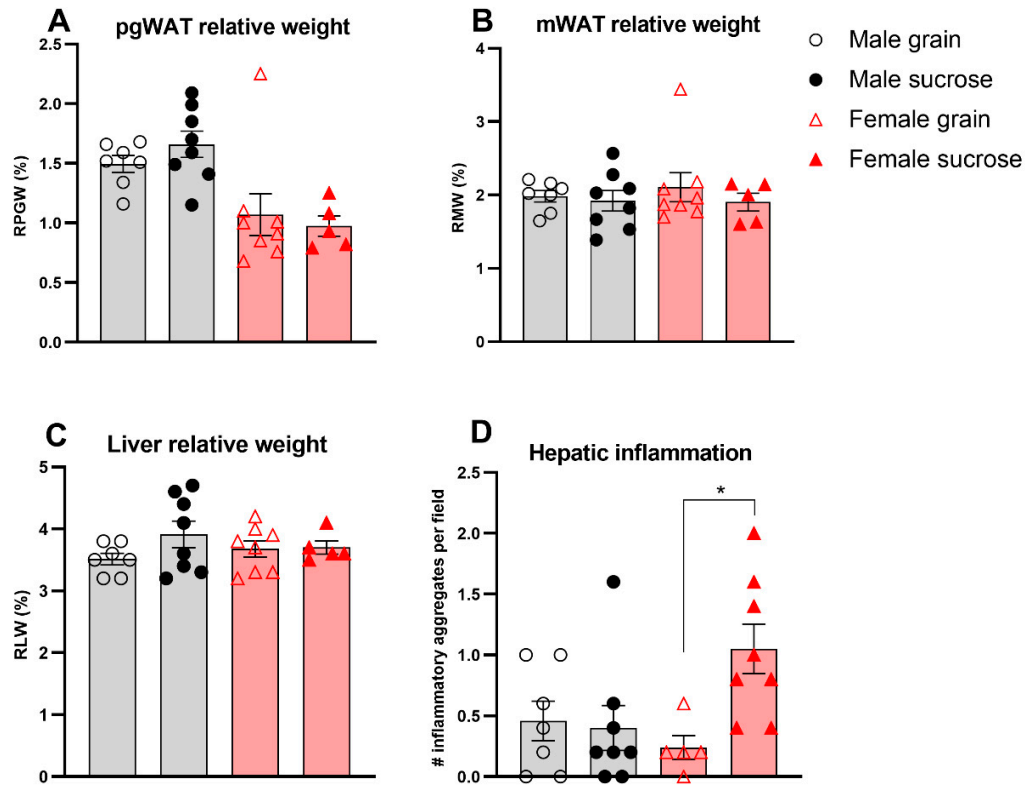 A
pgWAT relative weight
RPGW (%)
2.5
2.0
1.5
1.0
0.5
0.0
B
mWAT relative weight
RMW (%)
4
3
2
1
0
Male grain
Male sucrose
Female grain
Female sucrose
C
Liver relative weight
RLW (%)
5
4
3
2
1
0
D
Hepatic inflammation
# inflammatory aggregates per field
2.5
2.0
1.5
1.0
0.5
0.0
*